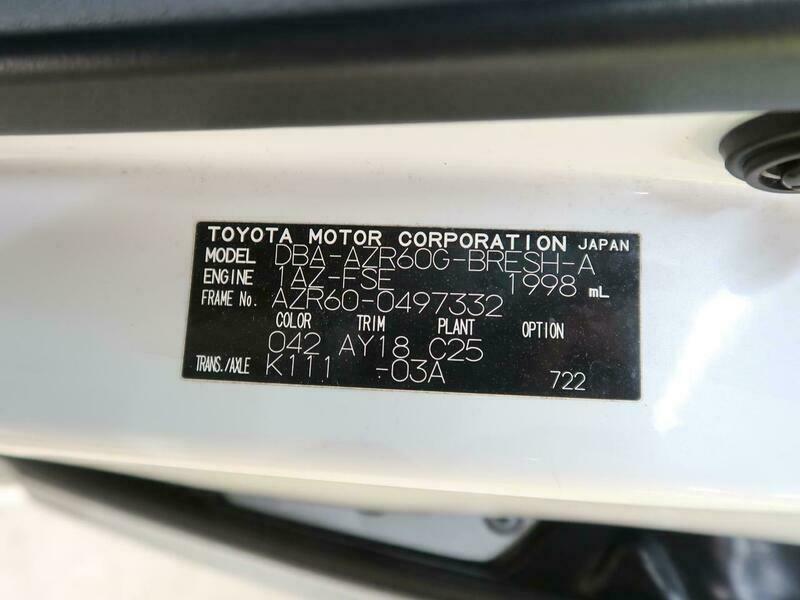 TOYOTA MOTOR CORPORATION JAPAN
MODEL DBA-AZR60G-BRESH-A
ENGINE 1AZ-FSE 1998 mL
FRAME No. AZR60-0497332
COLOR TRIM PLANT OPTION
042 AY18 C25
TRANS./AXLE K111 -03A 722